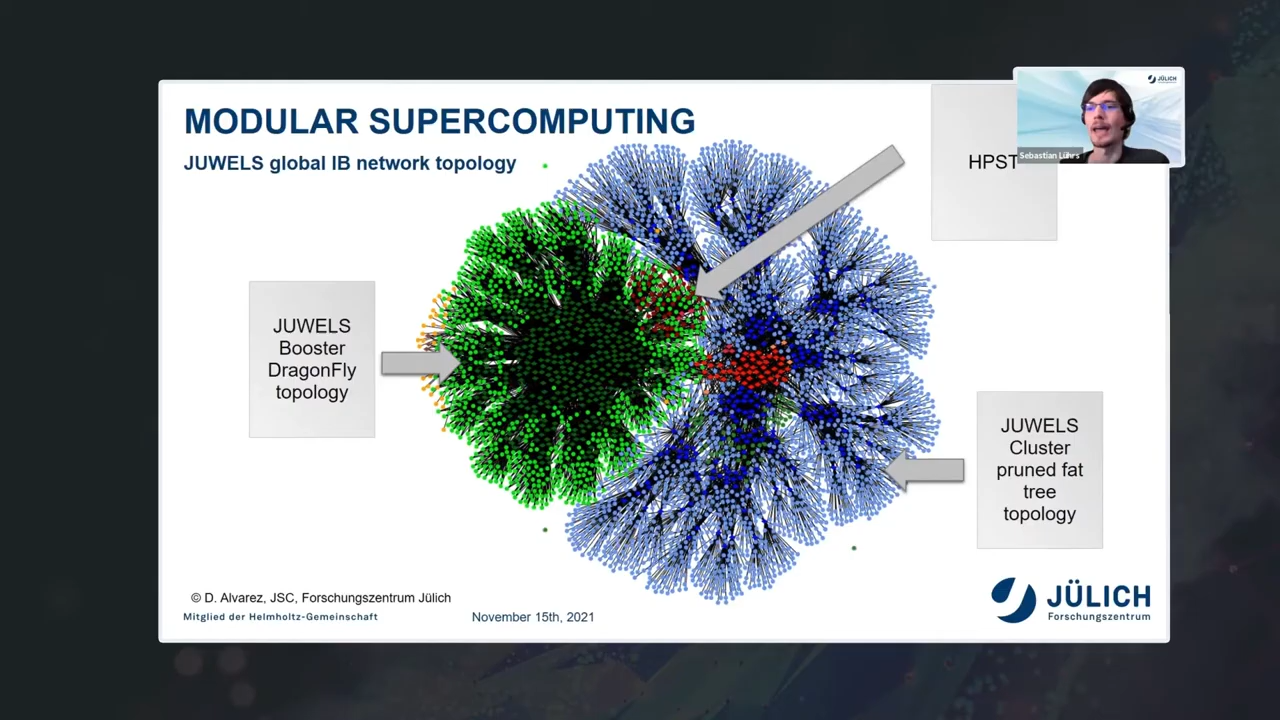 MODULAR SUPERCOMPUTING
JUWELS global IB network topology
HPST
JÜLICH
Sebastian Lührs
JUWELS
Booster
DragonFly
topology
JUWELS
Cluster
pruned fat
tree
topology
© D. Alvarez, JSC, Forschungszentrum Jülich
Mitglied der Helmholtz-Gemeinschaft
November 15th, 2021
JÜLICH
Forschungszentrum